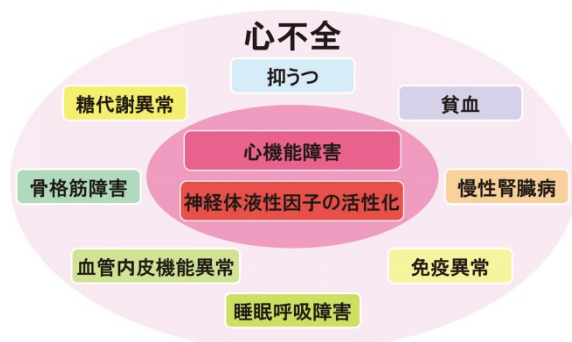 心不全
抑うつ
糖代謝異常
貧血
心機能障害
骨格筋障害
神経体液性因子の活性化
慢性腎臓病
血管内皮機能異常
免疫異常
睡眠呼吸障害